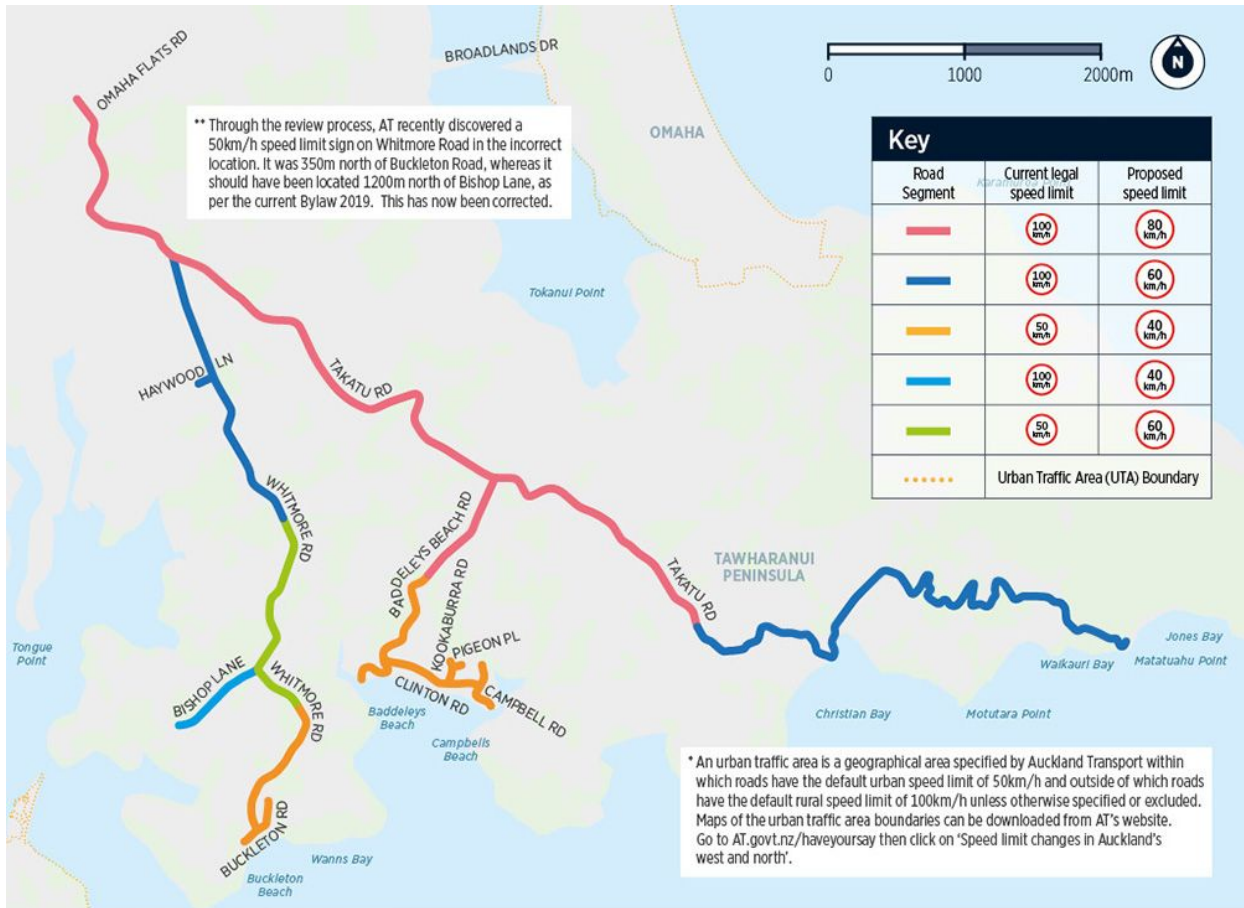 OMAHA FLATS RD
BROADLANDS DR
0 1000 2000m
N
** Through the review process, AT recently discovered a
50km/h speed limit sign on Whitmore Road in the incorrect
location. It was 350m north of Buckleton Road, whereas it
should have been located 1200m north of Bishop Lane, as
per the current Bylaw 2019. This has now been corrected.
OMAHA
Key
Road
Segment
Current legal
speed limit
Proposed
speed limit
Karamuroa Point
100
km/h
80
km/h
100
km/h
60
km/h
50
km/h
40
km/h
100
km/h
40
km/h
50
km/h
60
km/h
Urban Traffic Area (UTA) Boundary
Tokanui Point
HAYWOOD LN
TAKATU RD
WHITMORE RD
BADDELEYS BEACH RD
KOOKABURRA RD
PIGEON PL
TAKATU RD
TAWHARANUI
PENINSULA
Tongue
Point
BISHOP LANE
WHITMORE RD
CLINTON RD
CAMPBELL RD
Baddeleys
Beach
Campbells
Beach
Jones Bay
Waikauri Bay
Matatuahu Point
Christian Bay
Motutara Point
BUCKLETON RD
Wanns Bay
Buckleton
Beach
* An urban traffic area is a geographical area specified by Auckland Transport within
which roads have the default urban speed limit of 50km/h and outside of which roads
have the default rural speed limit of 100km/h unless otherwise specified or excluded.
Maps of the urban traffic area boundaries can be downloaded from AT's website.
Go to AT.govt.nz/haveyoursay then click on 'Speed limit changes in Auckland's
west and north'.